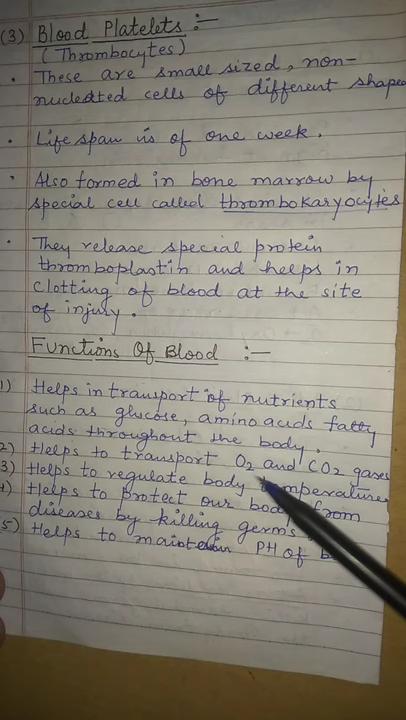 (3) Blood Platelets :-
(Thrombocytes)
• These are small sized, non-
nucleated cells of different shaped
• Life span is of one week.
• Also formed in bone marrow by
special cell called thrombokaryocytes
• They release special protein
thromboplastin and helps in
clotting of blood at the site
of injury.
Functions Of Blood :-
1) Helps in transport of nutrients
such as glucose, amino acids fatty
acids throughout the body.
2) Helps to transport O2 and CO2 gases
3) Helps to regulate body temperature
4) Helps to Protect our body from
diseases by killing germs
5) Helps to maintain PH of